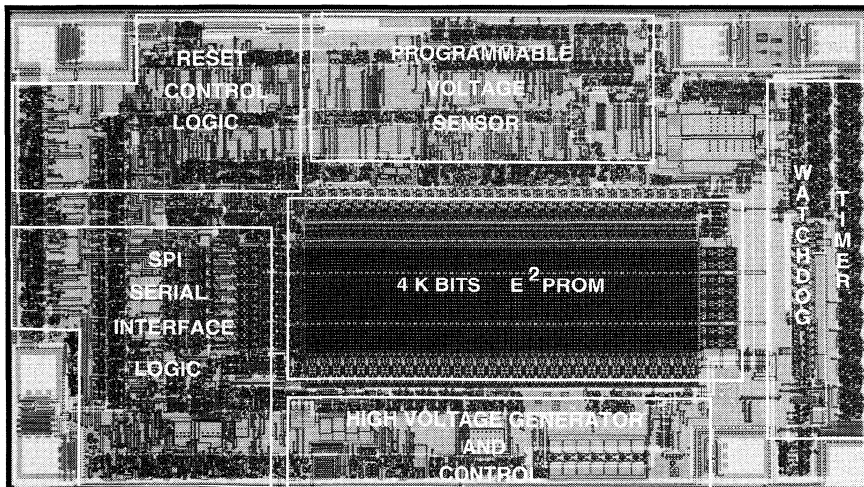 RESET
CONTROL
LOGIC
PROGRAMMABLE
VOLTAGE
SENSOR
WATCHDOG
TIMER
SPI
SERIAL
INTERFACE
LOGIC
4 K BITS E²PROM
HIGH VOLTAGE GENERATOR
AND
CONTROL